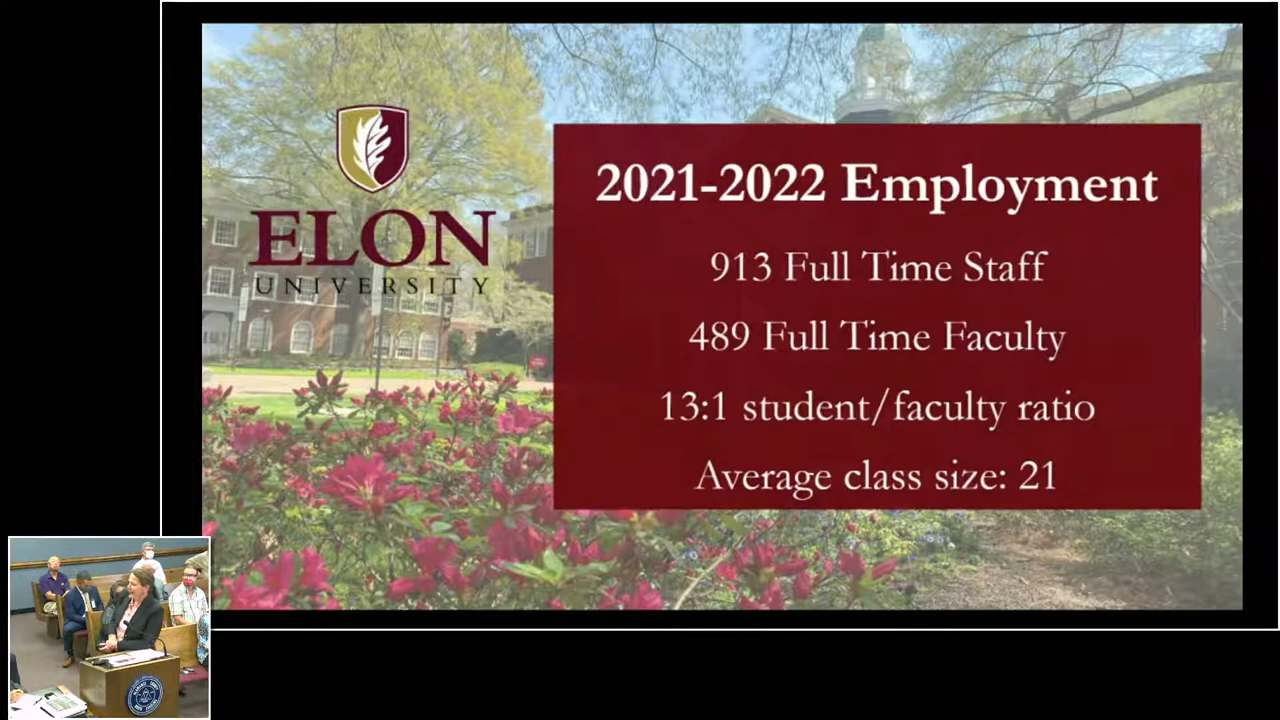 ELON
UNIVERSITY
2021-2022 Employment
913 Full Time Staff
489 Full Time Faculty
13:1 student/faculty ratio
Average class size: 21